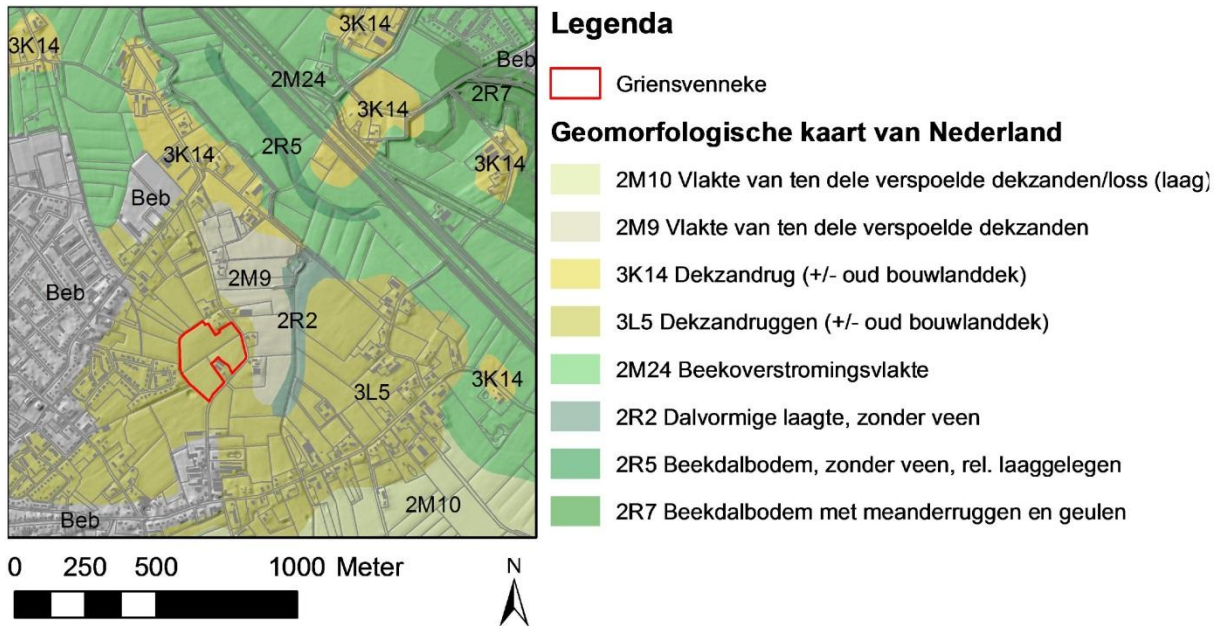 3K14
3K14
Beb
2M24
2R7
3K14
2R5
3K14
3K14
Beb
2M9
Beb
2R2
3L5
3K14
2M10
Beb
0 250 500 1000 Meter
N
Legenda
Griensvenneke
Geomorfologische kaart van Nederland
2M10 Vlakte van ten dele verspoelde dekzanden/loss (laag)
2M9 Vlakte van ten dele verspoelde dekzanden
3K14 Dekzandrug (+/- oud bouwlanddek)
3L5 Dekzandruggen (+/- oud bouwlanddek)
2M24 Beekoverstromingsvlakte
2R2 Dalvormige laagte, zonder veen
2R5 Beekdalbodem, zonder veen, rel. laaggelegen
2R7 Beekdalbodem met meanderruggen en geulen